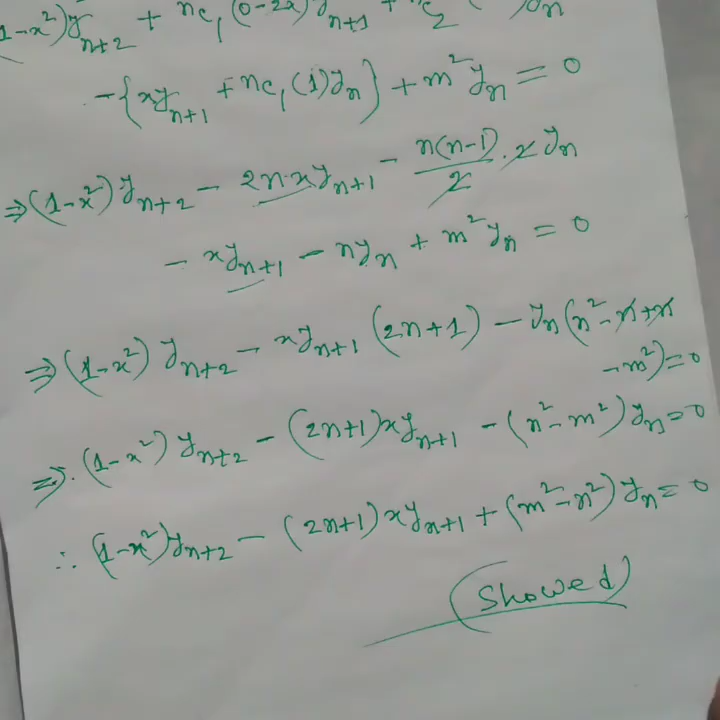 1-x²)y_{n+2} + nc₁(0-2x)y_{n+1} + ⁿc₂ ( )y_n
-{xy_{n+1} + nc₁(1)y_n} + m²y_n = 0
⇒(1-x²)y_{n+2} - 2n·xy_{n+1} - n(n-1)/2 · 2 y_n
- xy_{n+1} - ny_n + m²y_n = 0
⇒(1-x²) y_{n+2} - xy_{n+1} (2n+1) - y_n(n²-n+n
-m²)=0
⇒ (1-x²) y_{n+2} - (2n+1)xy_{n+1} - (n²-m²) y_n=0
∴ (1-x²)y_{n+2} - (2n+1)xy_{n+1} + (m²-n²) y_n=0
(Showed)